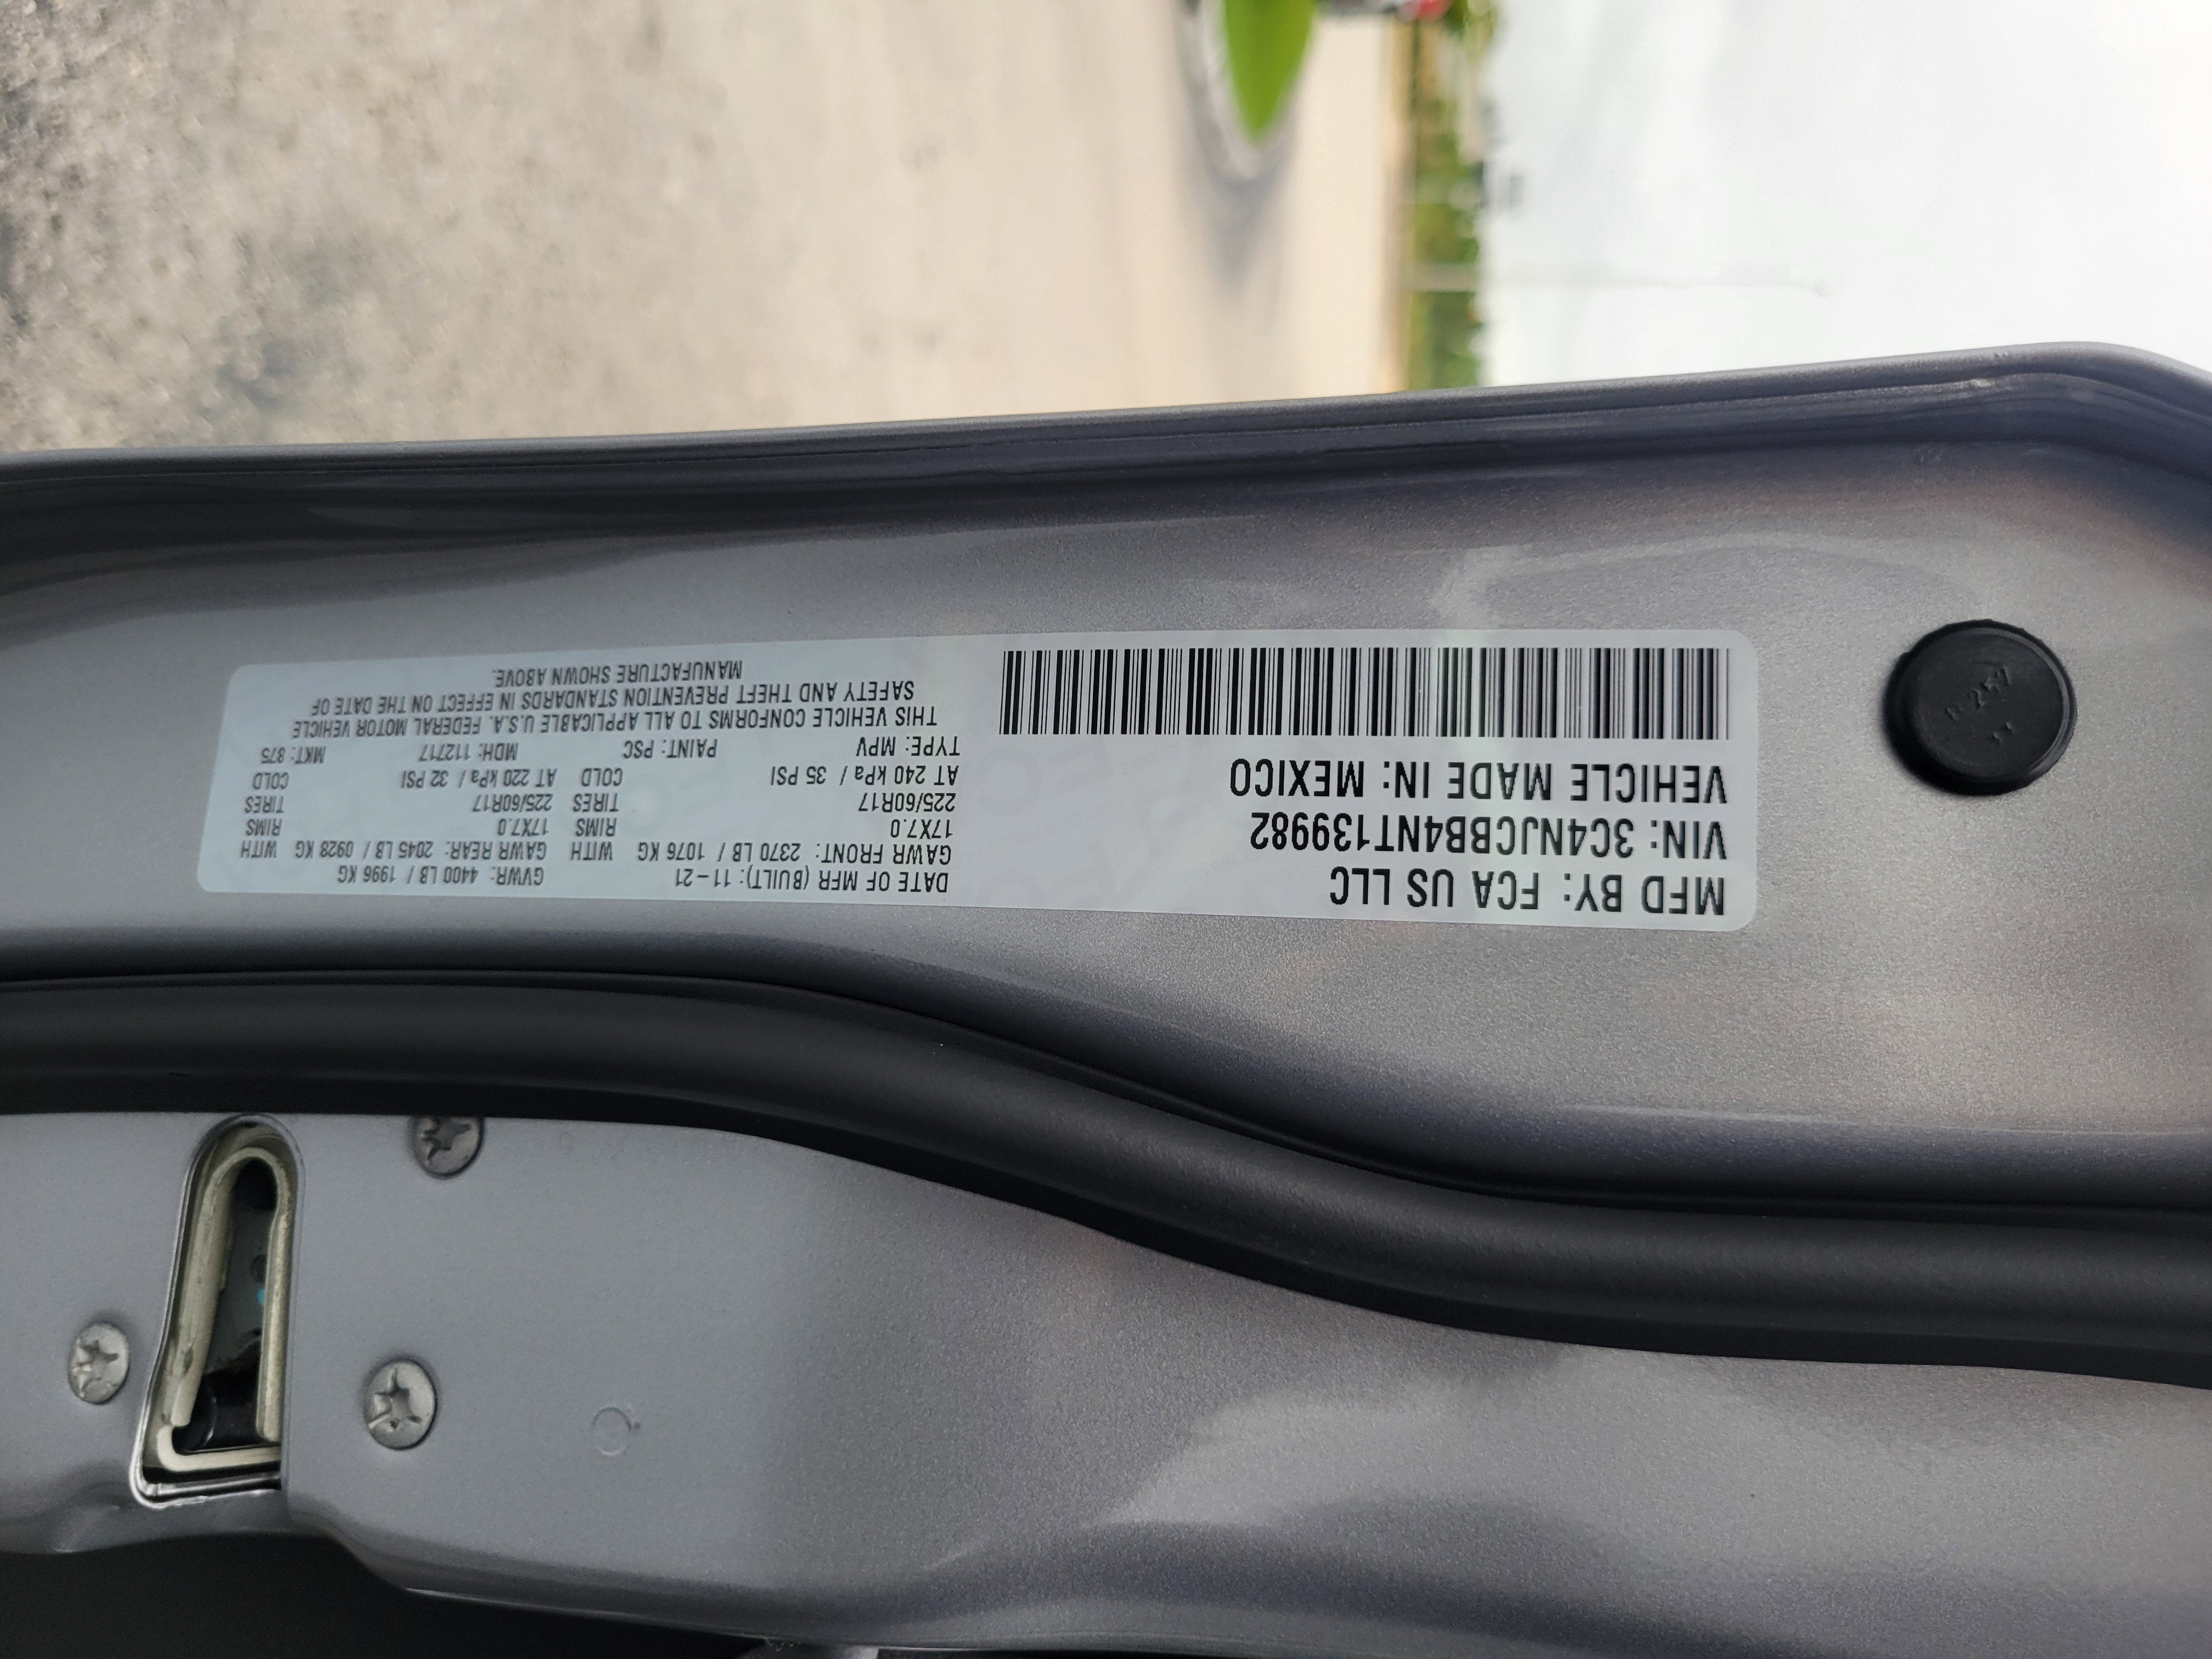 MFD BY: FCA US LLC
VIN: 3C4NJCBB4NT139982
VEHICLE MADE IN: MEXICO
DATE OF MFR (BUILT): 11-21 GVWR: 4400 LB / 1996 KG
GAWR FRONT: 2370 LB / 1076 KG WITH GAWR REAR: 2045 LB / 0928 KG WITH
17X7.0 RIMS 17X7.0 RIMS
225/60R17 TIRES 225/60R17 TIRES
AT 240 kPa / 35 PSI COLD AT 220 kPa / 32 PSI COLD
TYPE: MPV PAINT: PSC MDH: 112717 MKT: 875
THIS VEHICLE CONFORMS TO ALL APPLICABLE U.S.A. FEDERAL MOTOR VEHICLE
SAFETY AND THEFT PREVENTION STANDARDS IN EFFECT ON THE DATE OF
MANUFACTURE SHOWN ABOVE.